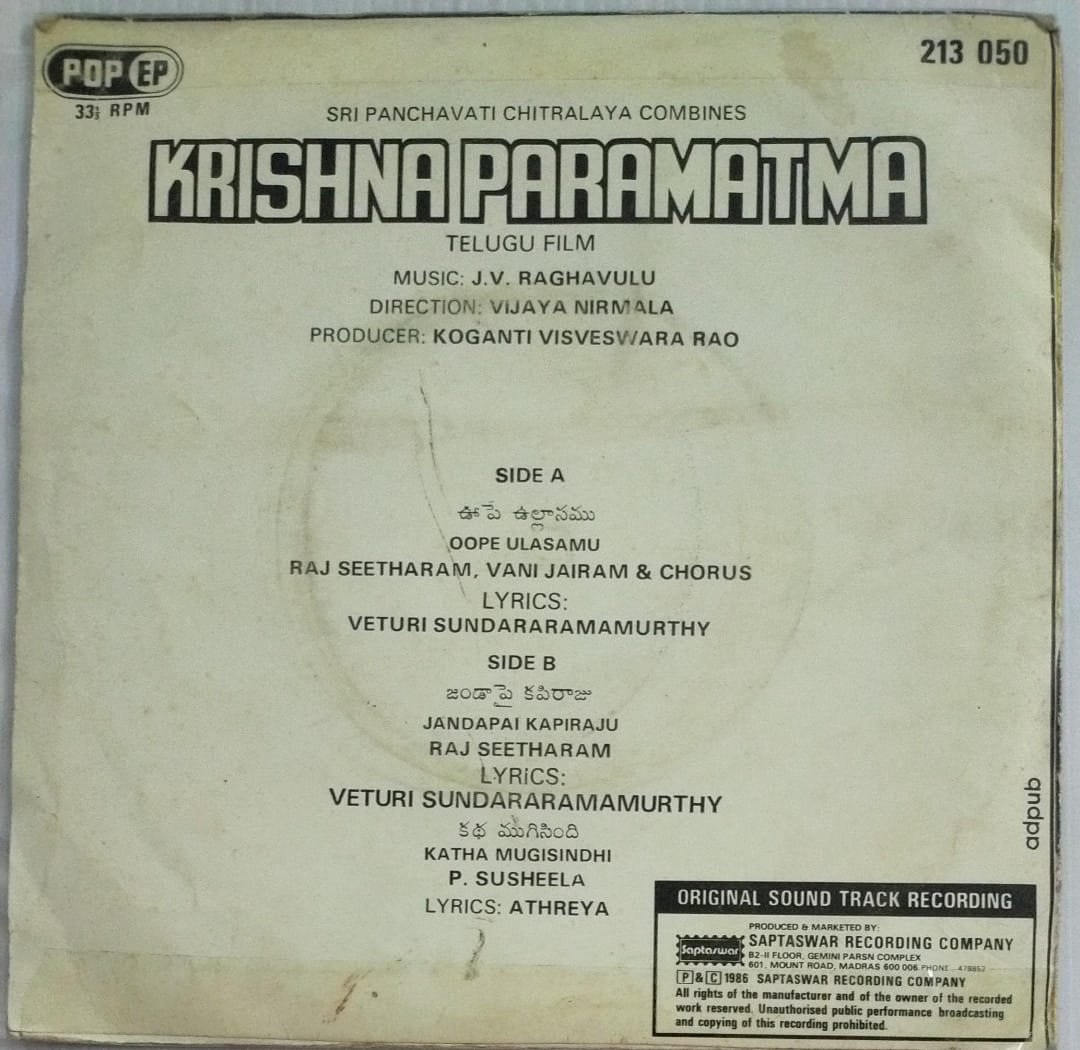 POP EP
33⅓ RPM
213 050
SRI PANCHAVATI CHITRALAYA COMBINES
KRISHNA PARAMATMA
TELUGU FILM
MUSIC: J.V. RAGHAVULU
DIRECTION: VIJAYA NIRMALA
PRODUCER: KOGANTI VISVESWARA RAO
SIDE A
ఊపే ఉల్లాసము
OOPE ULASAMU
RAJ SEETHARAM, VANI JAIRAM & CHORUS
LYRICS:
VETURI SUNDARARAMAMURTHY
SIDE B
జండాపై కపిరాజు
JANDAPAI KAPIRAJU
RAJ SEETHARAM
LYRiCS:
VETURI SUNDARARAMAMURTHY
కథ ముగిసింది
KATHA MUGISINDHI
P. SUSHEELA
LYRICS: ATHREYA
adpub
ORIGINAL SOUND TRACK RECORDING
PRODUCED & MARKETED BY:
Saptaswar
SAPTASWAR RECORDING COMPANY
B2-II FLOOR, GEMINI PARSN COMPLEX
601, MOUNT ROAD, MADRAS 600 006 PHONE 478852
P & C 1986 SAPTASWAR RECORDING COMPANY
All rights of the manufacturer and of the owner of the recorded
work reserved. Unauthorised public performance broadcasting
and copying of this recording prohibited.